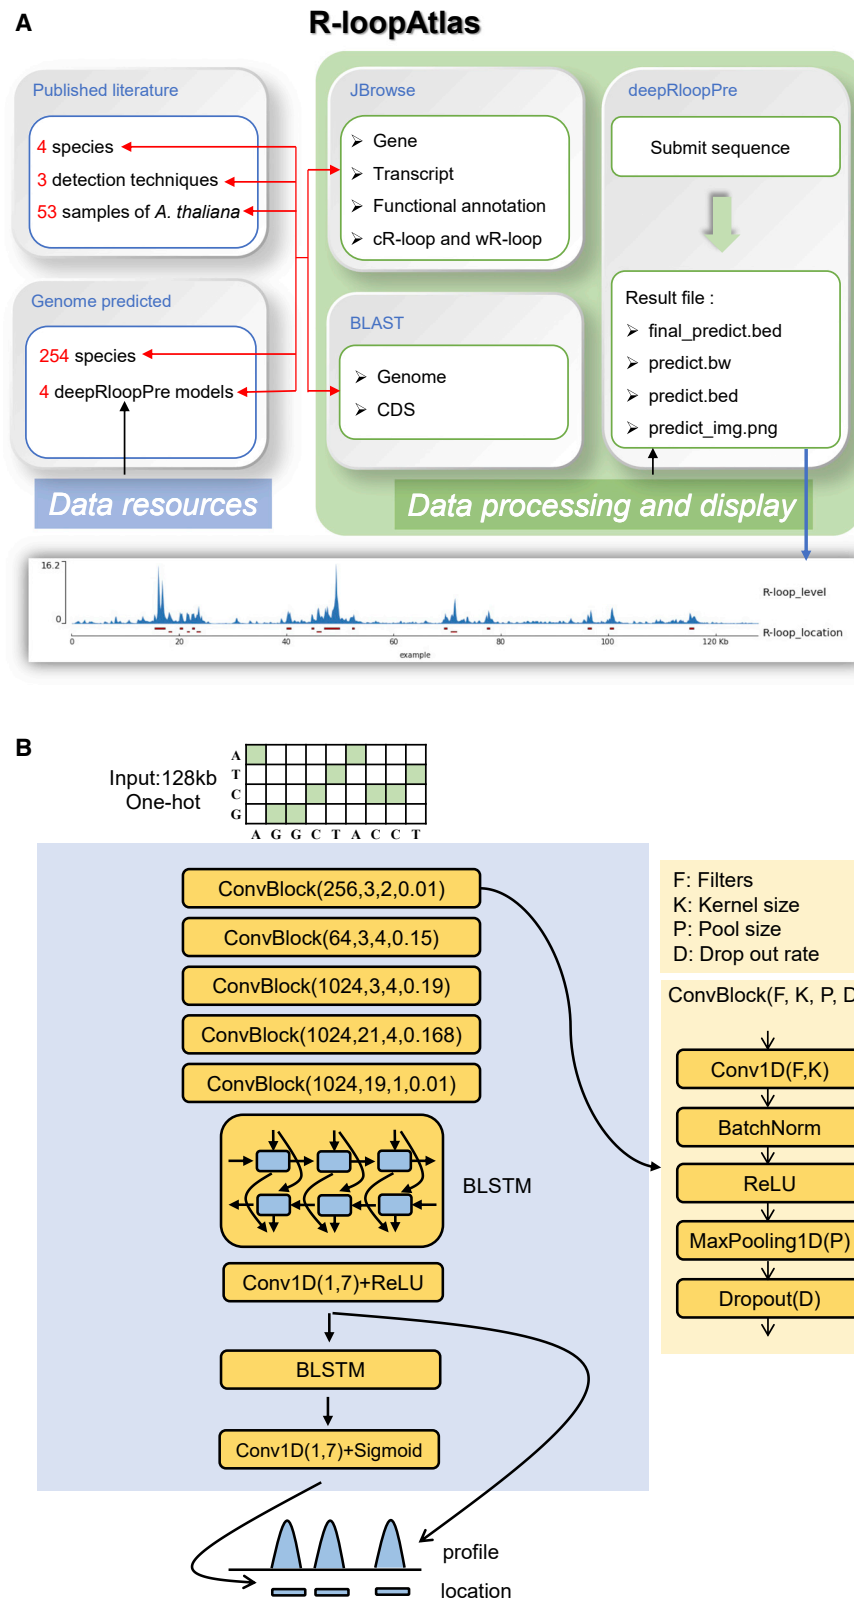 A
R-loopAtlas
Published literature
4 species
3 detection techniques
53 samples of A. thaliana
Genome predicted
254 species
4 deepRloopPre models
Data resources
JBrowse
➢ Gene
➢ Transcript
➢ Functional annotation
➢ cR-loop and wR-loop
BLAST
➢ Genome
➢ CDS
deepRloopPre
Submit sequence
Result file :
➢ final_predict.bed
➢ predict.bw
➢ predict.bed
➢ predict_img.png
Data processing and display
16.2
0
R-loop_level
R-loop_location
0 20 40 60 80 100 120 Kb
example
B
Input:128kb
One-hot
A
T
C
G
A G G C T A C C T
ConvBlock(256,3,2,0.01)
ConvBlock(64,3,4,0.15)
ConvBlock(1024,3,4,0.19)
ConvBlock(1024,21,4,0.168)
ConvBlock(1024,19,1,0.01)
BLSTM
Conv1D(1,7)+ReLU
BLSTM
Conv1D(1,7)+Sigmoid
profile
location
F: Filters
K: Kernel size
P: Pool size
D: Drop out rate
ConvBlock(F, K, P, D
Conv1D(F,K)
BatchNorm
ReLU
MaxPooling1D(P)
Dropout(D)